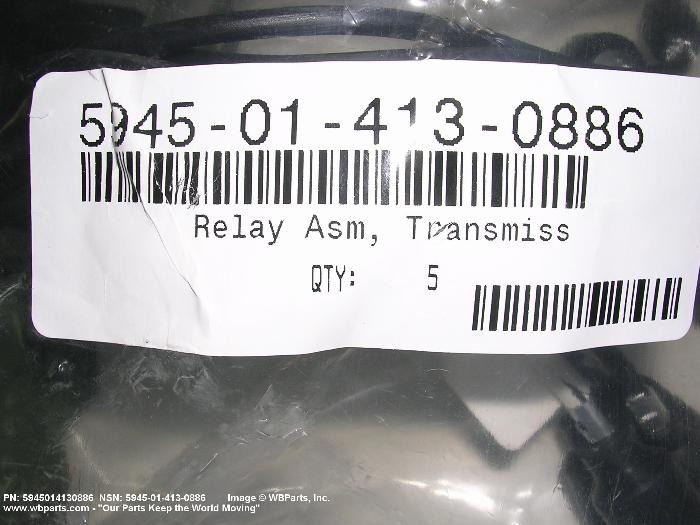 5945-01-413-0886
Relay Asm, Transmiss
QTY: 5
PN: 5945014130886 NSN: 5945-01-413-0886 Image © WBParts, Inc.
www.wbparts.com - "Our Parts Keep the World Moving"